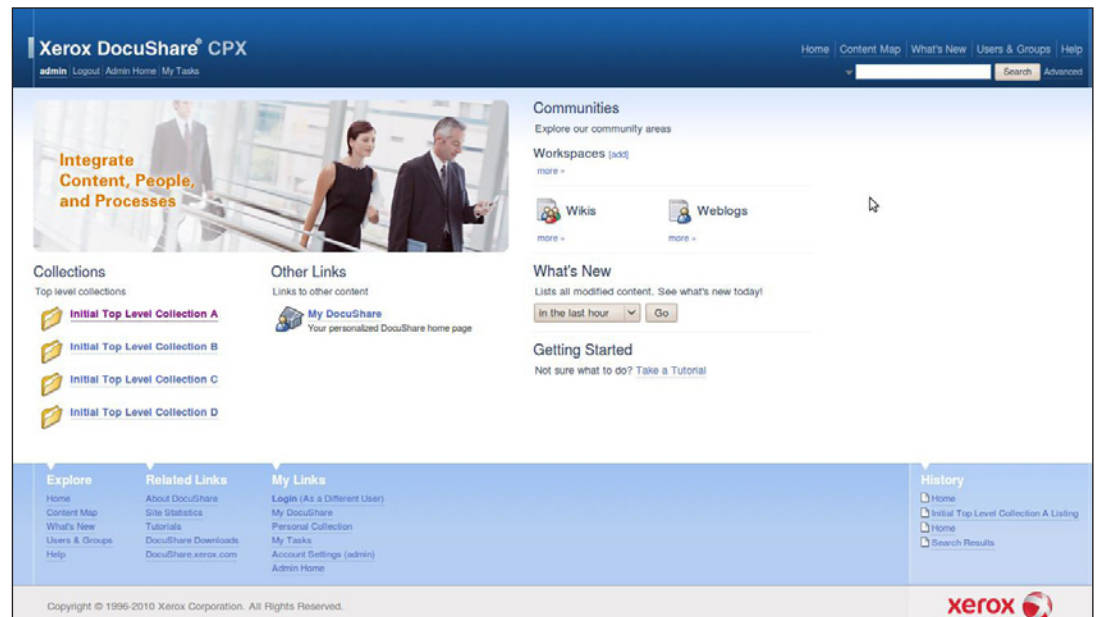 Xerox DocuShare® CPX
Home Content Map What's New Users & Groups Help
admin Logout Admin Home My Tasks
Search Advanced
Integrate
Content, People,
and Processes
Communities
Explore our community areas
Workspaces [add]
more »
Wikis
more »
Weblogs
more »
Collections
Top level collections
Initial Top Level Collection A
Initial Top Level Collection B
Initial Top Level Collection C
Initial Top Level Collection D
Other Links
Links to other content
My DocuShare
Your personalized DocuShare home page
What's New
Lists all modified content. See what's new today!
in the last hour Go
Getting Started
Not sure what to do? Take a Tutorial
Explore
Home
Content Map
What's New
Users & Groups
Help
Related Links
About DocuShare
Site Statistics
Tutorials
DocuShare Downloads
DocuShare.xerox.com
My Links
Login (As a Different User)
My DocuShare
Personal Collection
My Tasks
Account Settings (admin)
Admin Home
History
Home
Initial Top Level Collection A Listing
Home
Search Results
Copyright © 1996-2010 Xerox Corporation. All Rights Reserved.
xerox